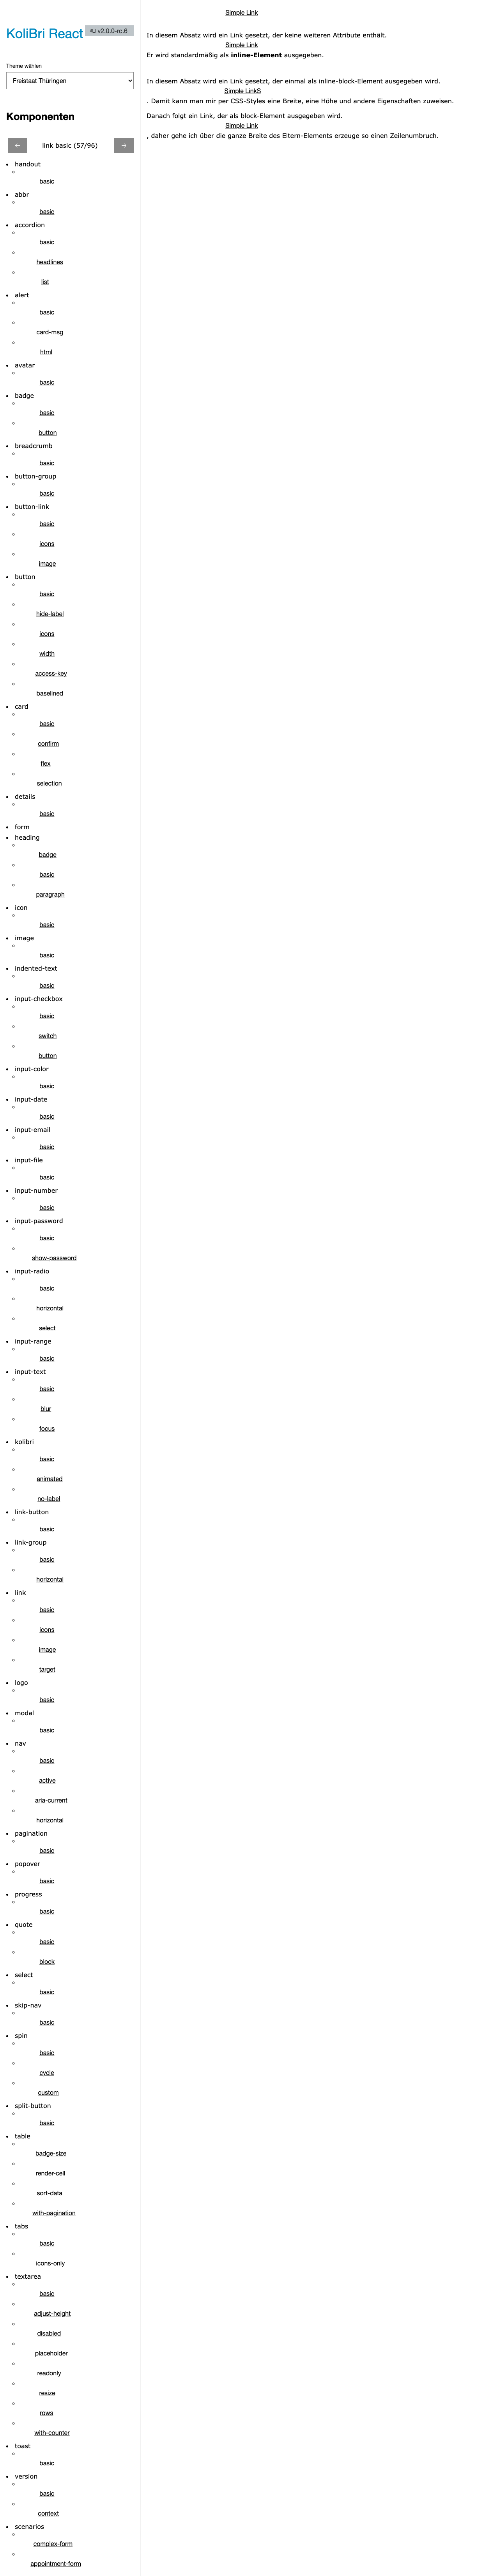 KoliBri React
v2.0.0-rc.6
Theme wählen
Freistaat Thüringen
Komponenten
←
link basic (57/96)
→
handout
basic
abbr
basic
accordion
basic
headlines
list
alert
basic
card-msg
html
avatar
basic
badge
basic
button
breadcrumb
basic
button-group
basic
button-link
basic
icons
image
button
basic
hide-label
icons
width
access-key
baselined
card
basic
confirm
flex
selection
details
basic
form
heading
badge
basic
paragraph
icon
basic
image
basic
indented-text
basic
input-checkbox
basic
switch
button
input-color
basic
input-date
basic
input-email
basic
input-file
basic
input-number
basic
input-password
basic
show-password
input-radio
basic
horizontal
select
input-range
basic
input-text
basic
blur
focus
kolibri
basic
animated
no-label
link-button
basic
link-group
basic
horizontal
link
basic
icons
image
target
logo
basic
modal
basic
nav
basic
active
aria-current
horizontal
pagination
basic
popover
basic
progress
basic
quote
basic
block
select
basic
skip-nav
basic
spin
basic
cycle
custom
split-button
basic
table
badge-size
render-cell
sort-data
with-pagination
tabs
basic
icons-only
textarea
basic
adjust-height
disabled
placeholder
readonly
resize
rows
with-counter
toast
basic
version
basic
context
scenarios
complex-form
appointment-form
Simple Link
In diesem Absatz wird ein Link gesetzt, der keine weiteren Attribute enthält.
Simple Link
Er wird standardmäßig als inline-Element ausgegeben.
In diesem Absatz wird ein Link gesetzt, der einmal als inline-block-Element ausgegeben wird.
Simple LinkS
. Damit kann man mir per CSS-Styles eine Breite, eine Höhe und andere Eigenschaften zuweisen.
Danach folgt ein Link, der als block-Element ausgegeben wird.
Simple Link
, daher gehe ich über die ganze Breite des Eltern-Elements erzeuge so einen Zeilenumbruch.